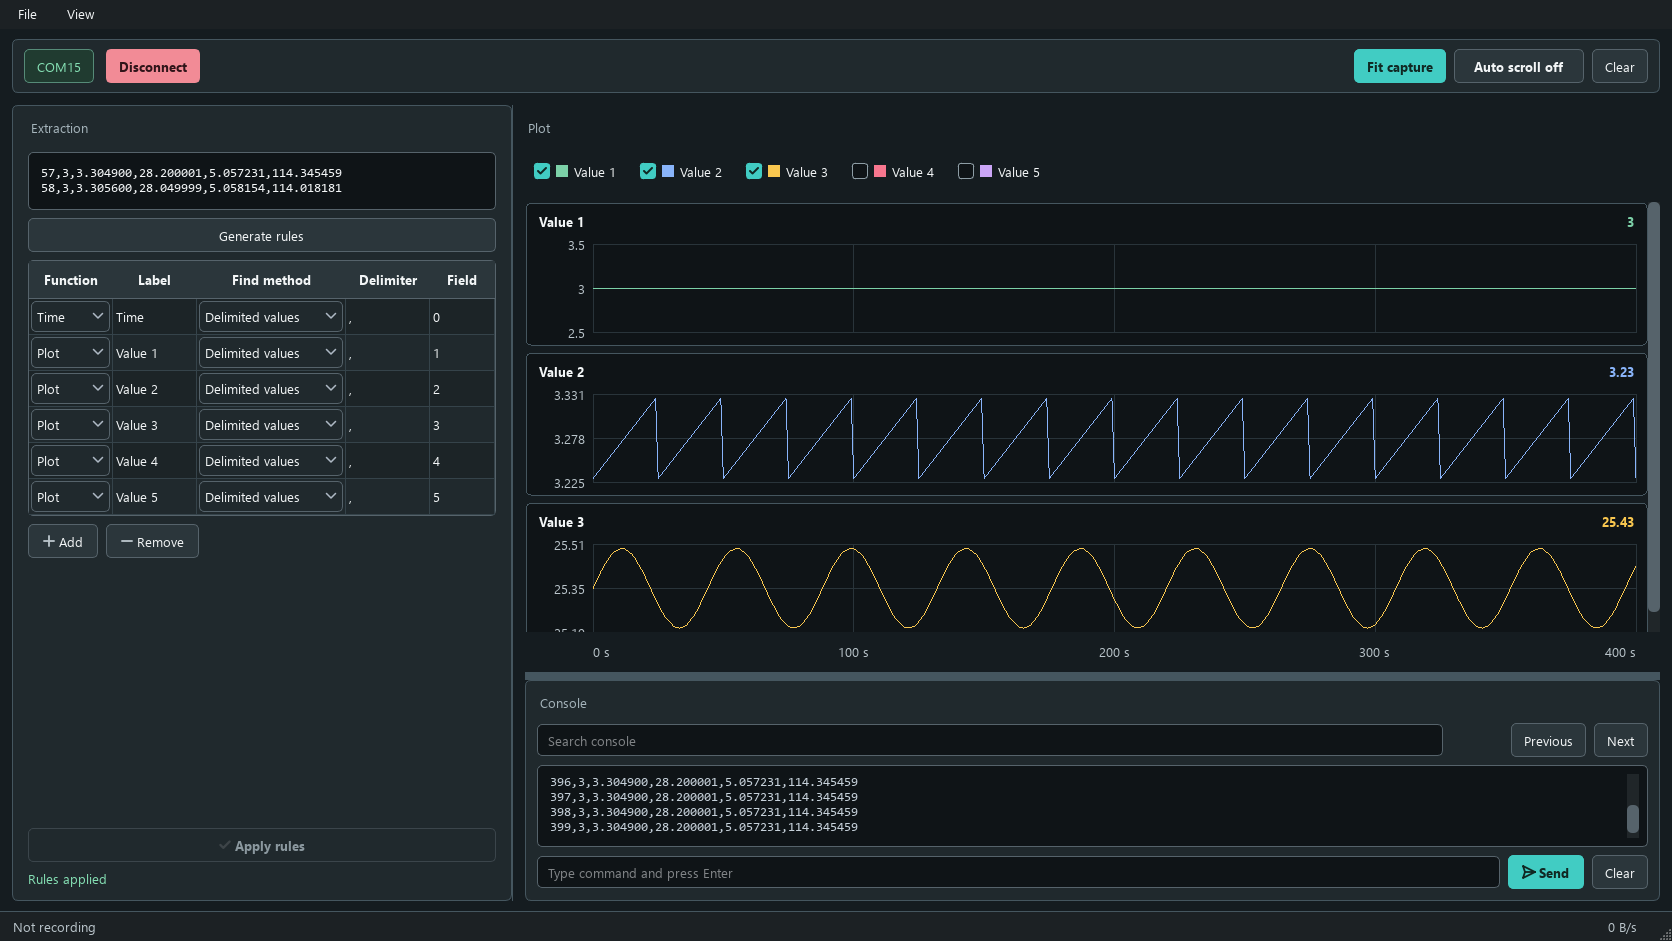 File View
COM15 Disconnect Fit capture Auto scroll off Clear
Extraction
57,3,3.304900,28.200001,5.057231,114.345459
58,3,3.305600,28.049999,5.058154,114.018181
Generate rules
Function Label Find method Delimiter Field
Time Time Delimited values , 0
Plot Value 1 Delimited values , 1
Plot Value 2 Delimited values , 2
Plot Value 3 Delimited values , 3
Plot Value 4 Delimited values , 4
Plot Value 5 Delimited values , 5
Add Remove
Apply rules
Rules applied
Plot
Value 1 Value 2 Value 3 Value 4 Value 5
Value 1 3
3.5
3
2.5
Value 2 3.23
3.331
3.278
3.225
Value 3 25.43
25.51
25.35
0 s 100 s 200 s 300 s 400 s
Console
Search console Previous Next
396,3,3.304900,28.200001,5.057231,114.345459
397,3,3.304900,28.200001,5.057231,114.345459
398,3,3.304900,28.200001,5.057231,114.345459
399,3,3.304900,28.200001,5.057231,114.345459
Type command and press Enter Send Clear
Not recording 0 B/s